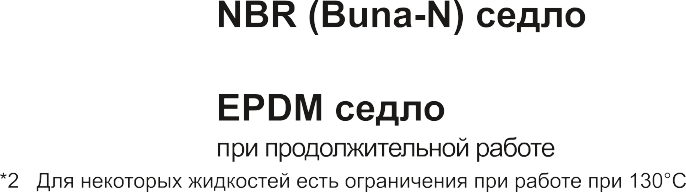 NBR (Buna-N) седло
EPDM седло
при продолжительной работе
*2 Для некоторых жидкостей есть ограничения при работе при 130°C